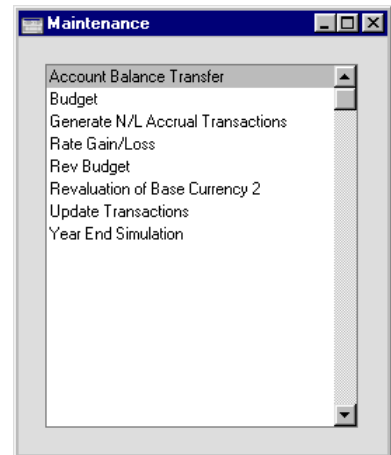 Maintenance
Account Balance Transfer
Budget
Generate N/L Accrual Transactions
Rate Gain/Loss
Rev Budget
Revaluation of Base Currency 2
Update Transactions
Year End Simulation